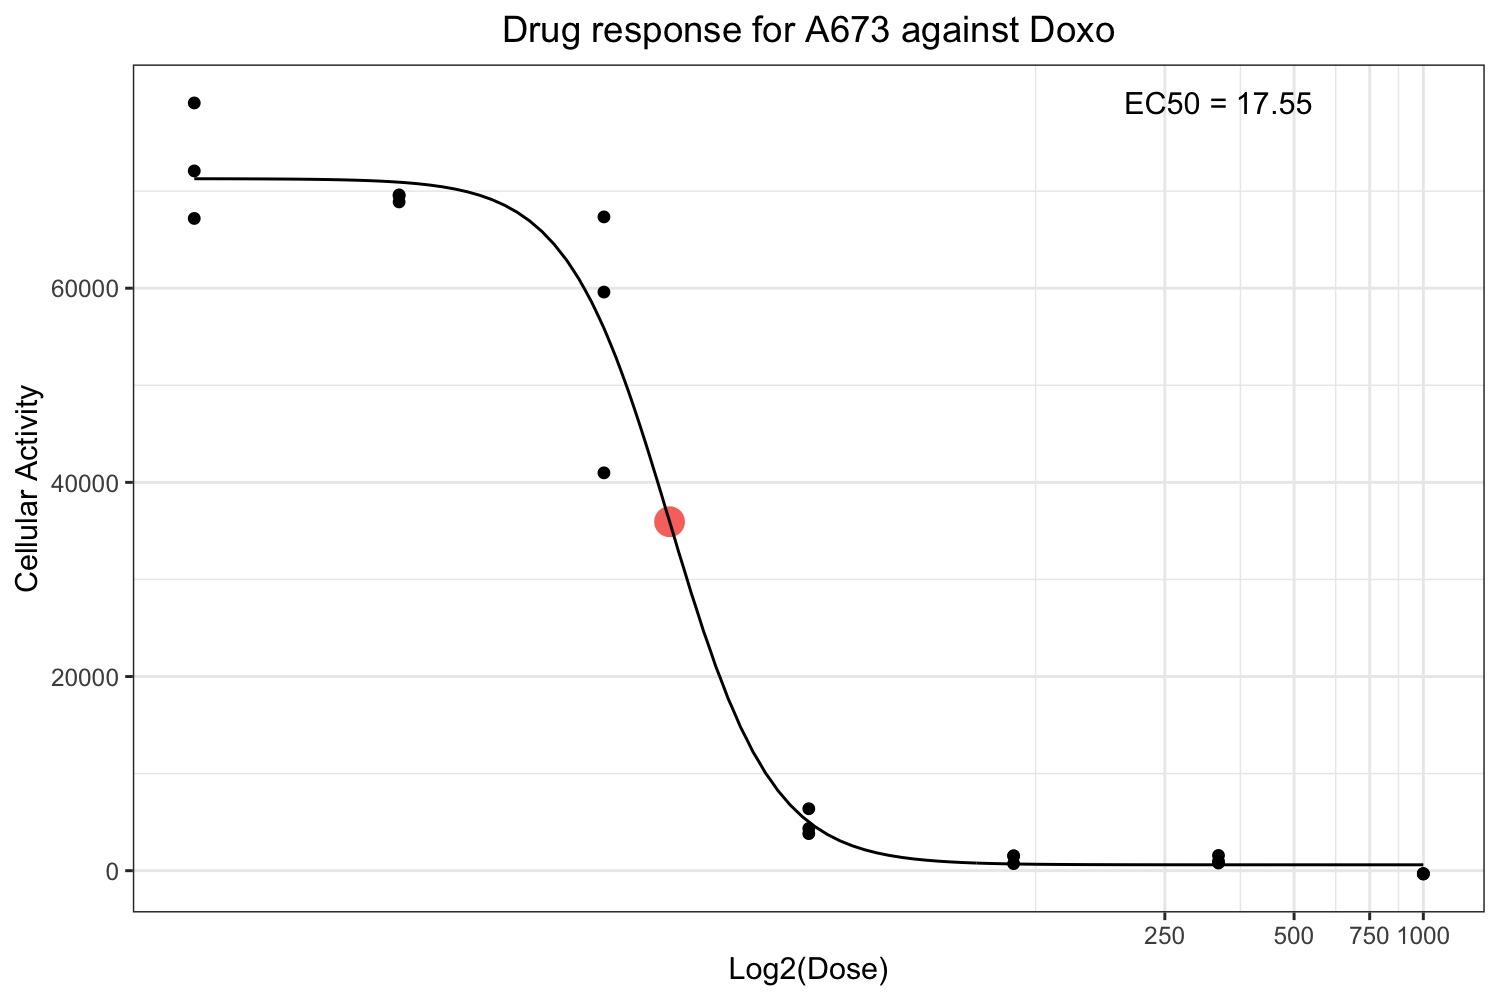 Drug response for A673 against Doxo
EC50 = 17.55
Cellular Activity
60000
40000
20000
0
250 500 750 1000
Log2(Dose)